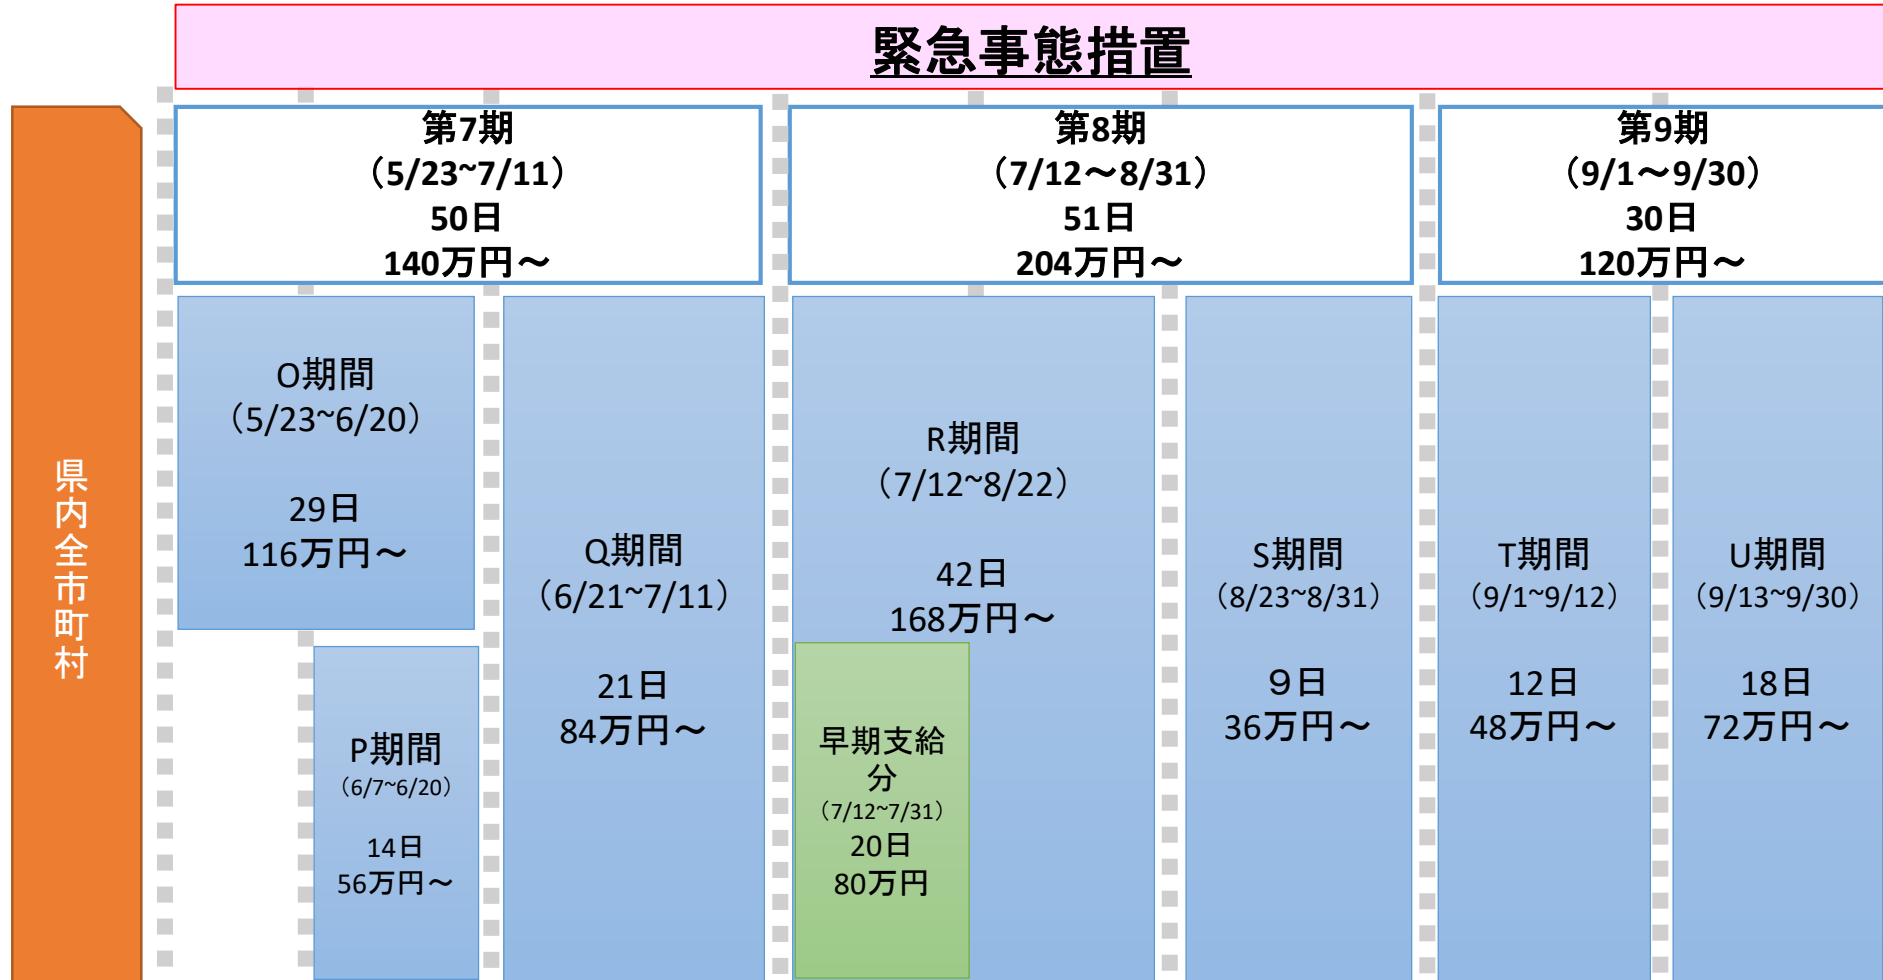 緊急事態措置
県内全市町村
第7期
（5/23~7/11）
50日
140万円～
第8期
（7/12～8/31）
51日
204万円～
第9期
（9/1～9/30）
30日
120万円～
O期間
（5/23~6/20）
29日
116万円～
P期間
（6/7~6/20）
14日
56万円～
Q期間
（6/21~7/11）
21日
84万円～
R期間
（7/12~8/22）
42日
168万円～
早期支給
分
（7/12~7/31）
20日
80万円
S期間
（8/23~8/31）
９日
36万円～
T期間
（9/1~9/12）
12日
48万円～
U期間
（9/13~9/30）
18日
72万円～